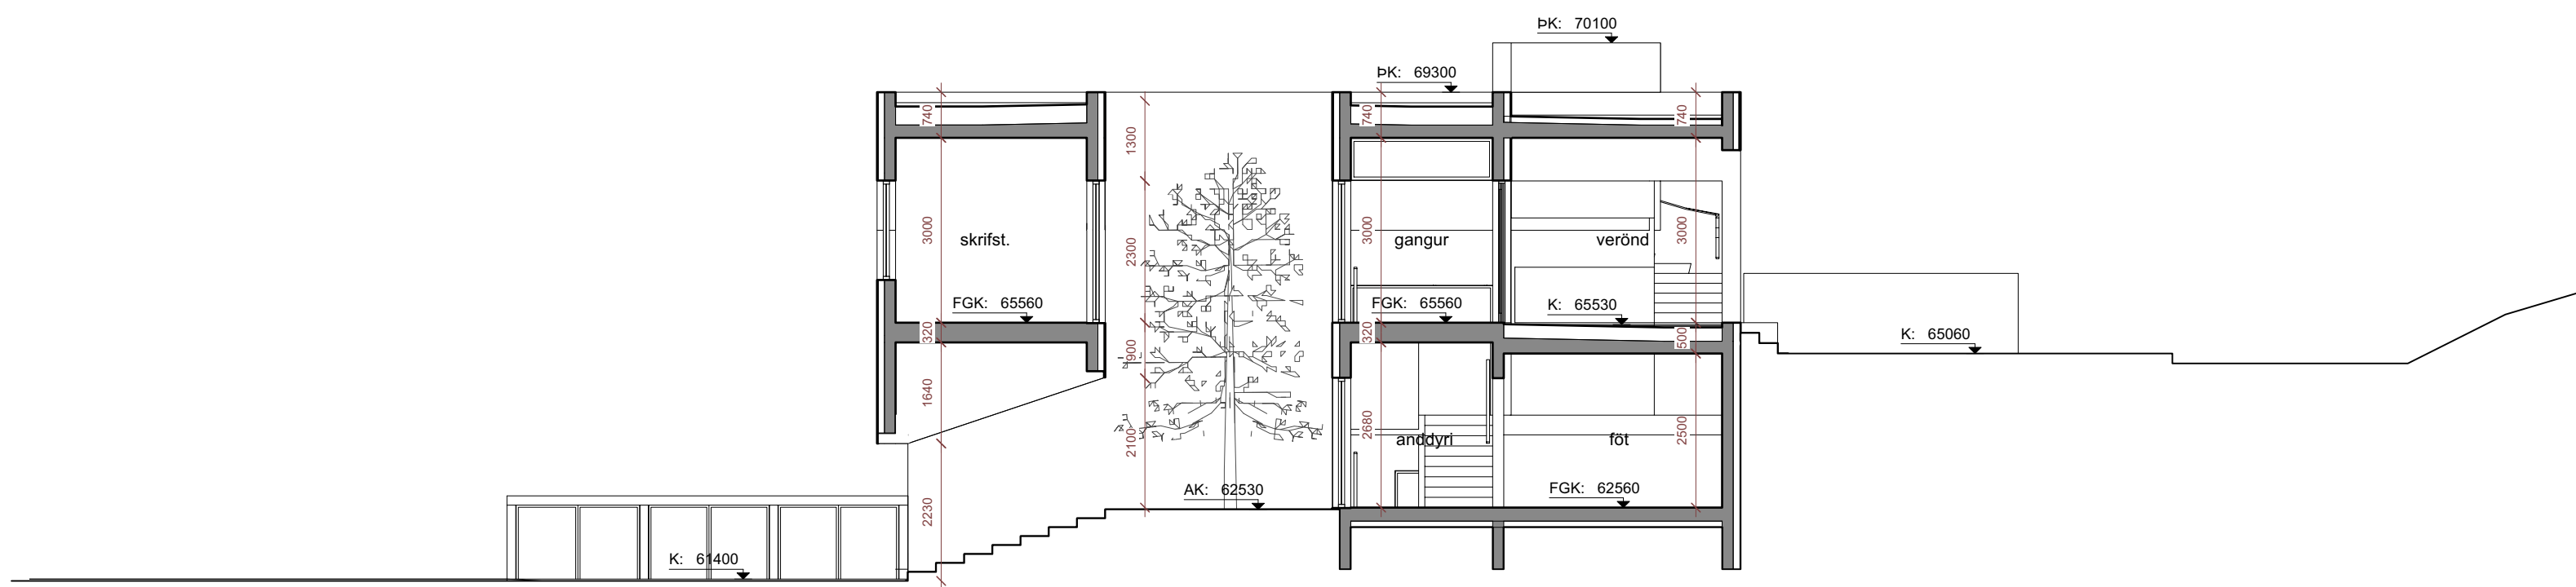 ÞK: 70100
ÞK: 69300
740
740
740
1300
3000
skrifst.
2300
3000
gangur
verönd
3000
FGK: 65560
FGK: 65560
K: 65530
320
320
500
K: 65060
900
1640
2680
2500
2100
anddyri
föt
AK: 62530
FGK: 62560
2230
K: 61400